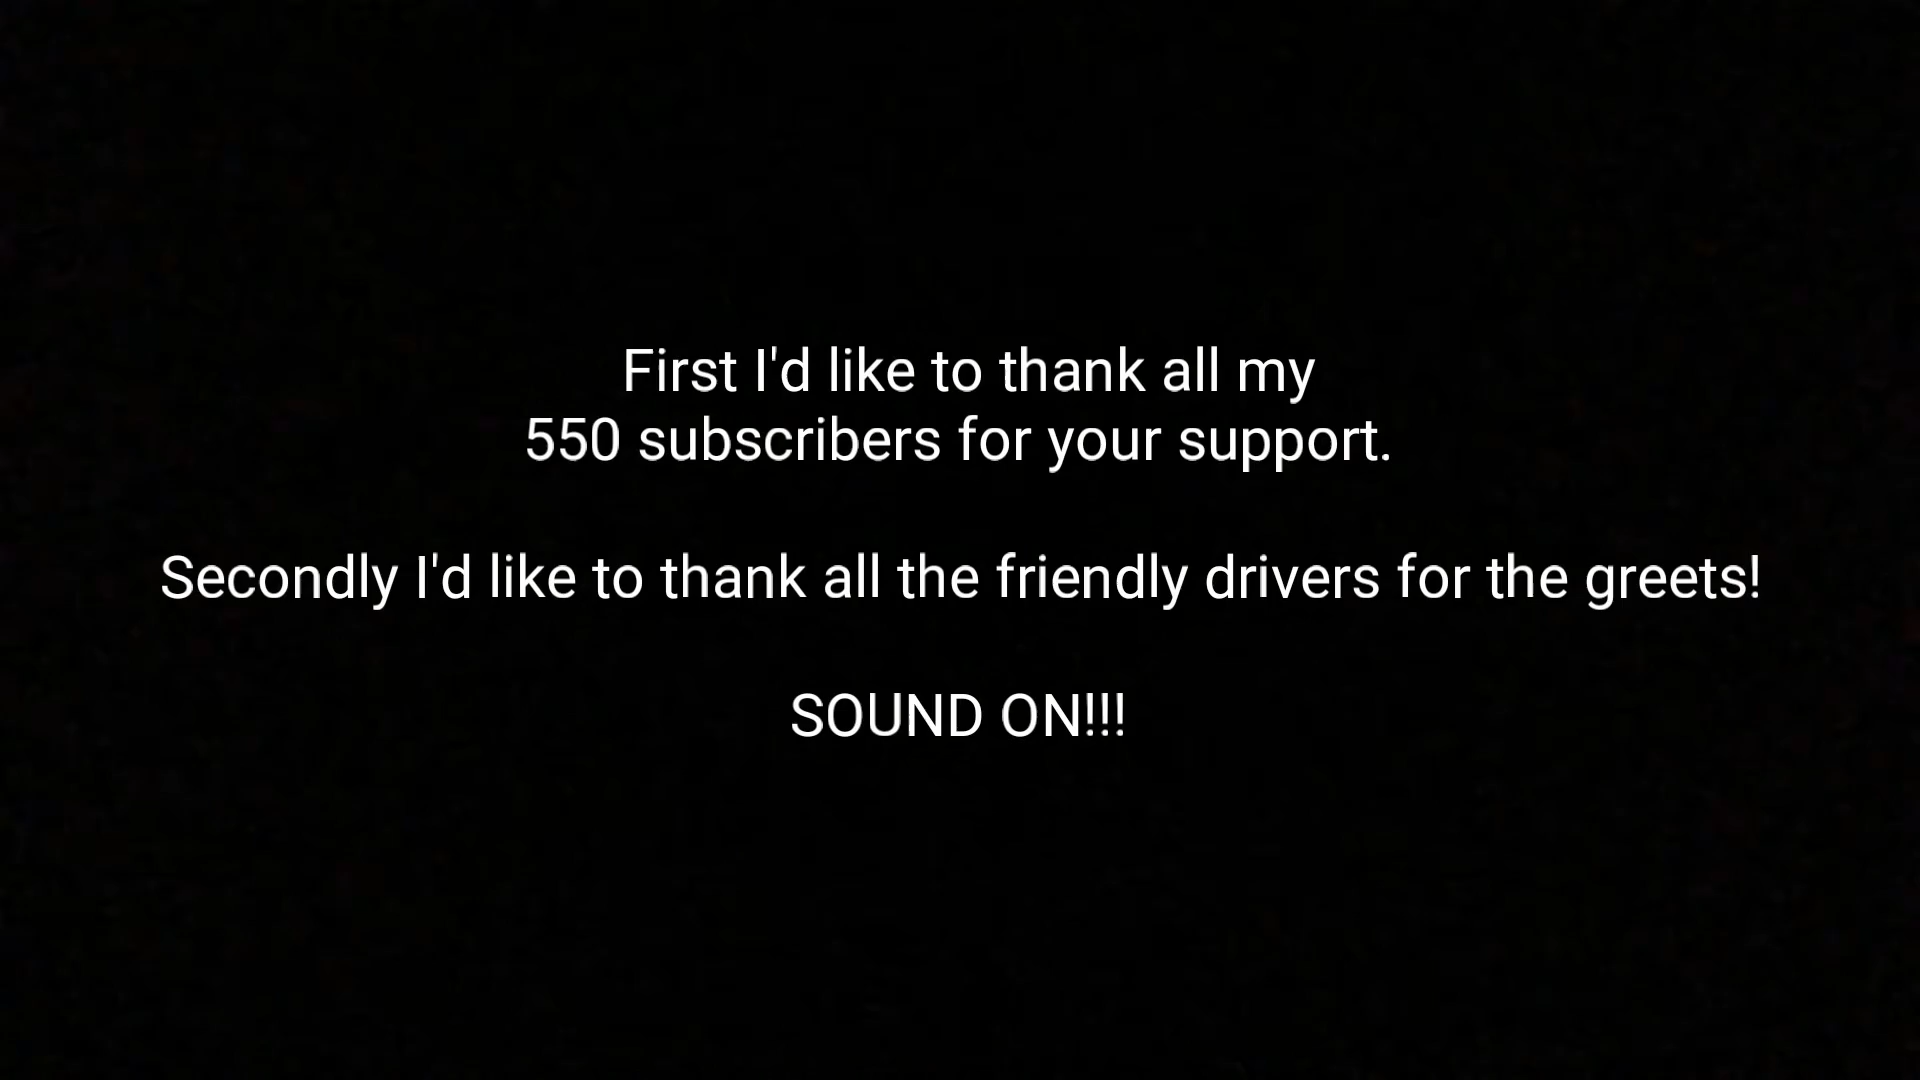 First I'd like to thank all my
550 subscribers for your support.
Secondly I'd like to thank all the friendly drivers for the greets!
SOUND ON!!!